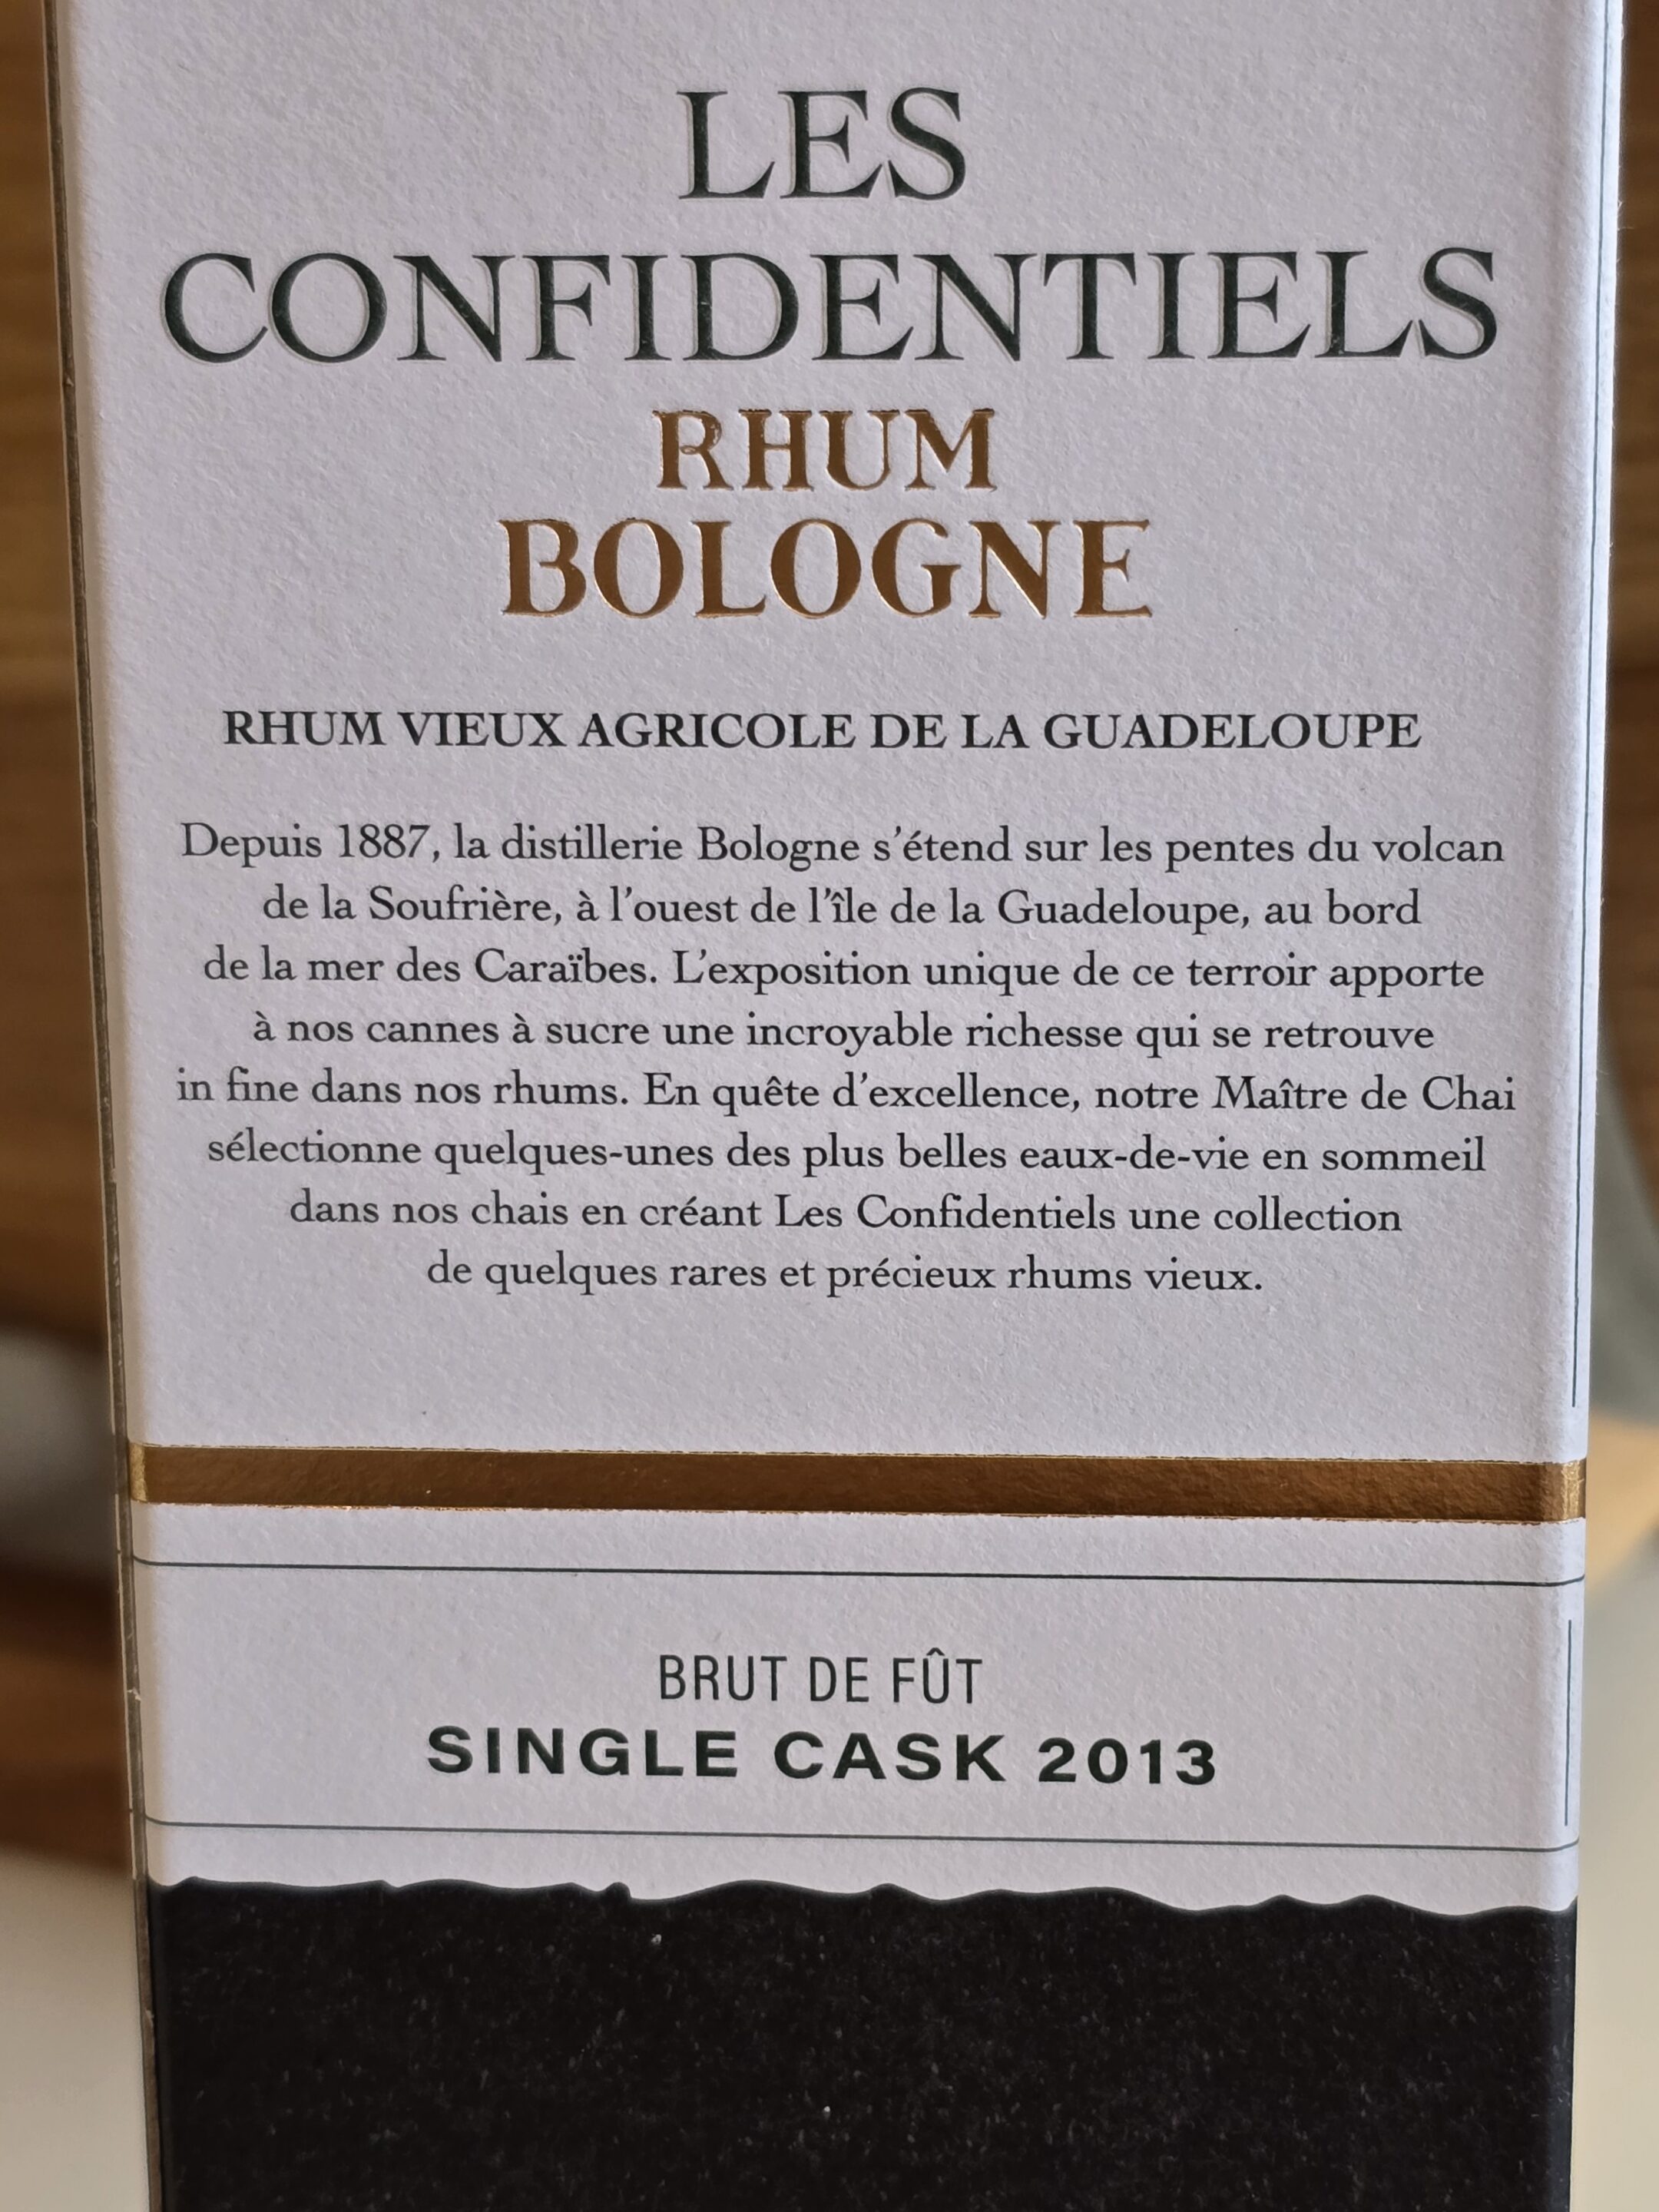 LES
CONFIDENTIELS
RHUM
BOLOGNE
RHUM VIEUX AGRICOLE DE LA GUADELOUPE
Depuis 1887, la distillerie Bologne s’étend sur les pentes du volcan
de la Soufrière, à l’ouest de l’île de la Guadeloupe, au bord
de la mer des Caraïbes. L’exposition unique de ce terroir apporte
à nos cannes à sucre une incroyable richesse qui se retrouve
in fine dans nos rhums. En quête d’excellence, notre Maître de Chai
sélectionne quelques-unes des plus belles eaux-de-vie en sommeil
dans nos chais en créant Les Confidentiels une collection
de quelques rares et précieux rhums vieux.
BRUT DE FÛT
SINGLE CASK 2013